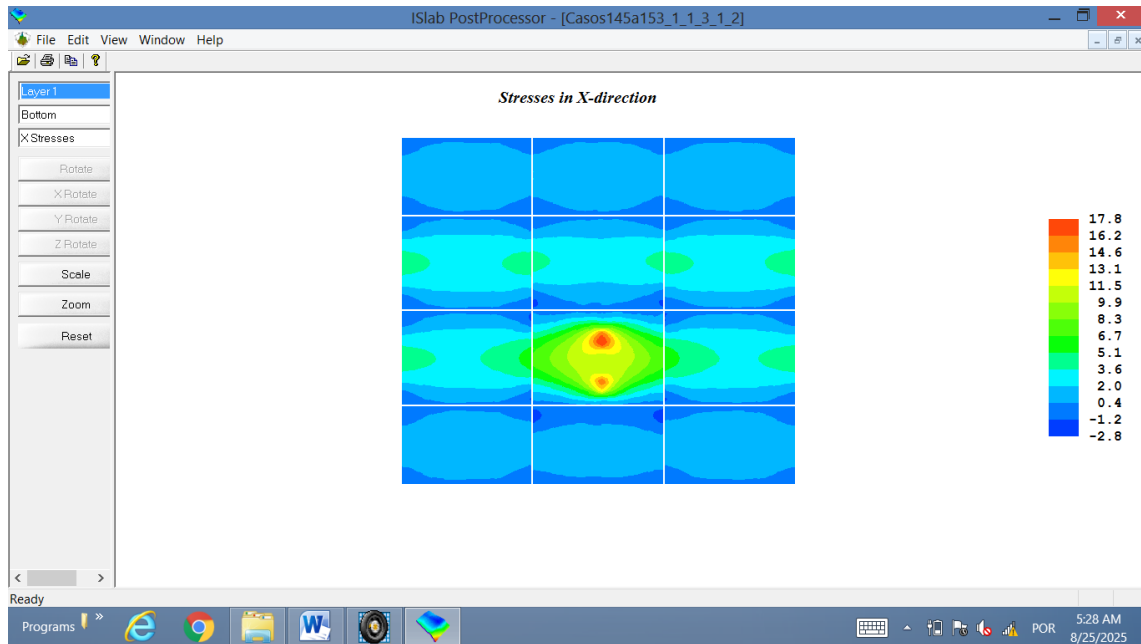 ISlab PostProcessor - [Casos145a153_1_1_3_1_2]
File Edit View Window Help
Layer 1
Bottom
X Stresses
Rotate
X Rotate
Y Rotate
Z Rotate
Scale
Zoom
Reset
Stresses in X-direction
17.8
16.2
14.6
13.1
11.5
9.9
8.3
6.7
5.1
3.6
2.0
0.4
-1.2
-2.8
Ready
Programs
POR
5:28 AM
8/25/2025